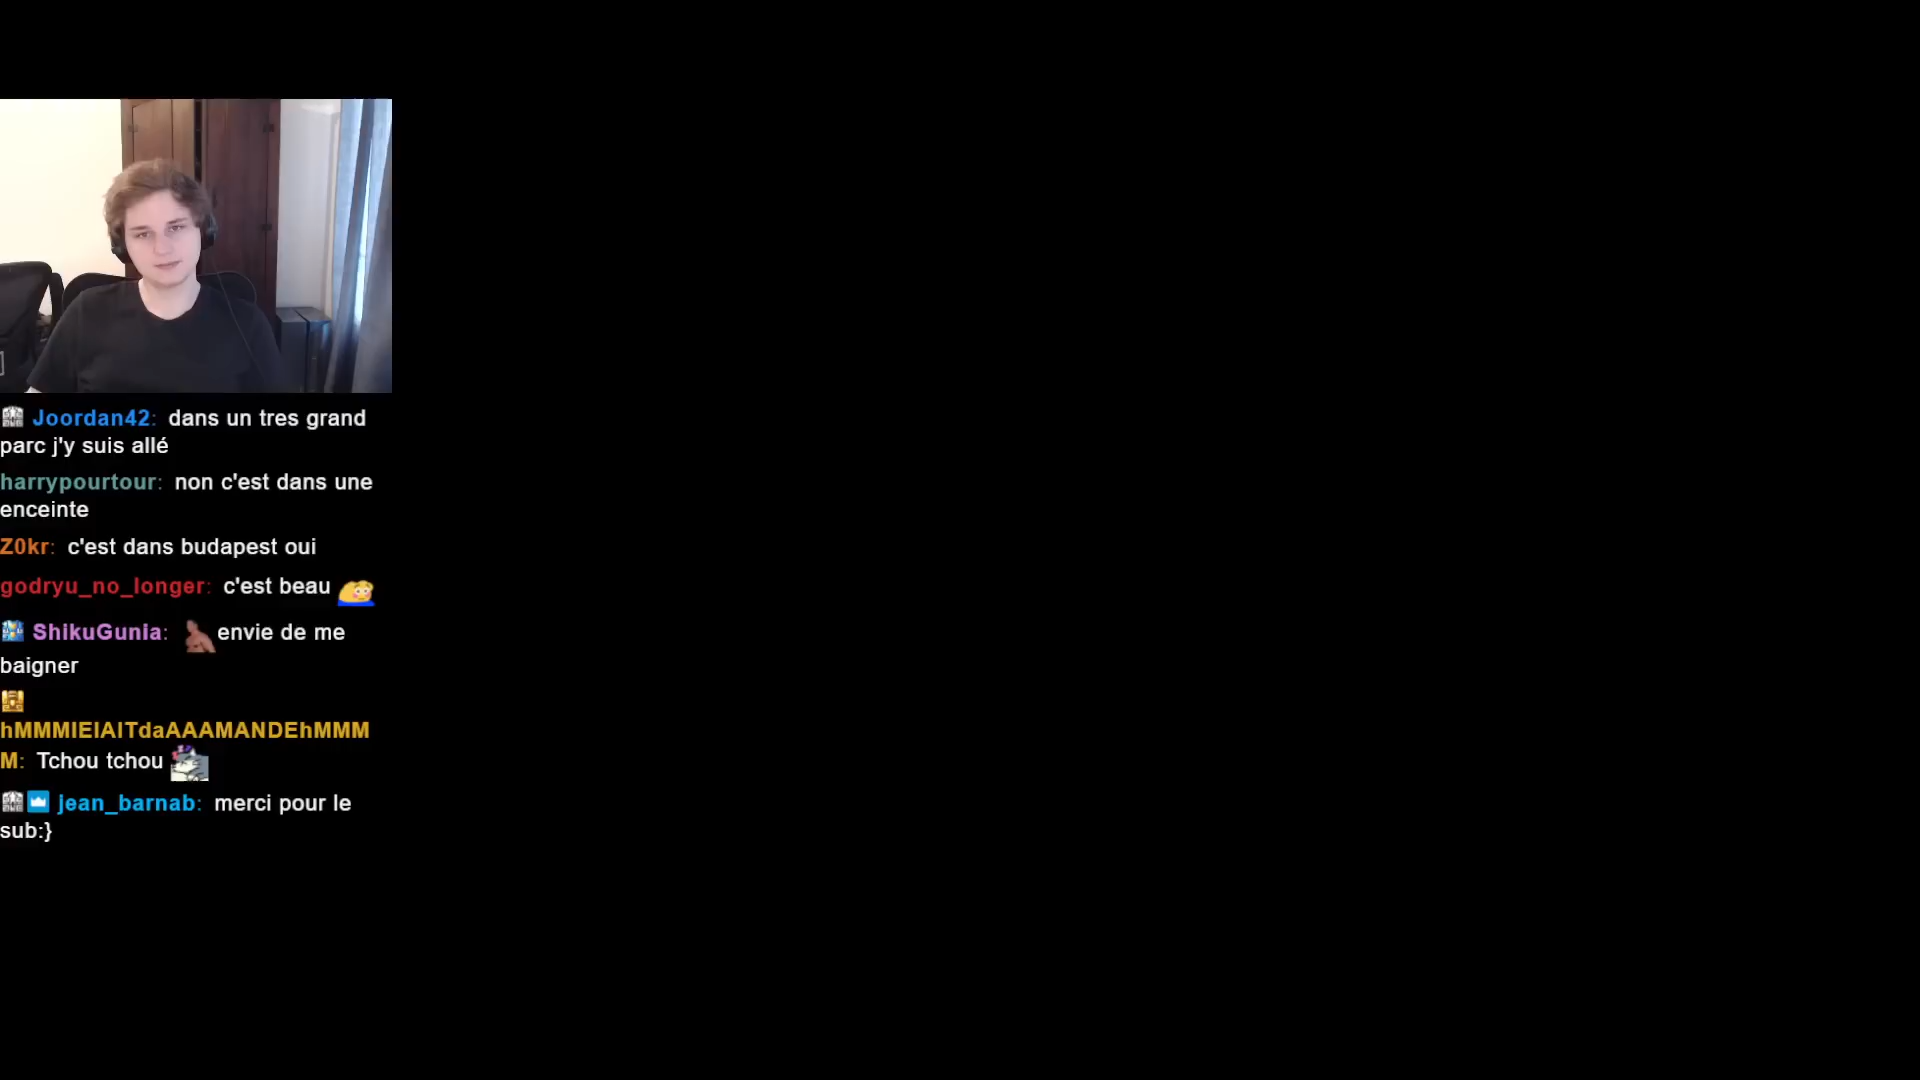 Joordan42: dans un tres grand
parc j'y suis allé
harrypourtour: non c'est dans une
enceinte
Z0kr: c'est dans budapest oui
godryu_no_longer: c'est beau
ShikuGunia: envie de me
baigner
hMMMIEIAITdaAAAMANDEhMMM
M: Tchou tchou
jean_barnab: merci pour le
sub:}